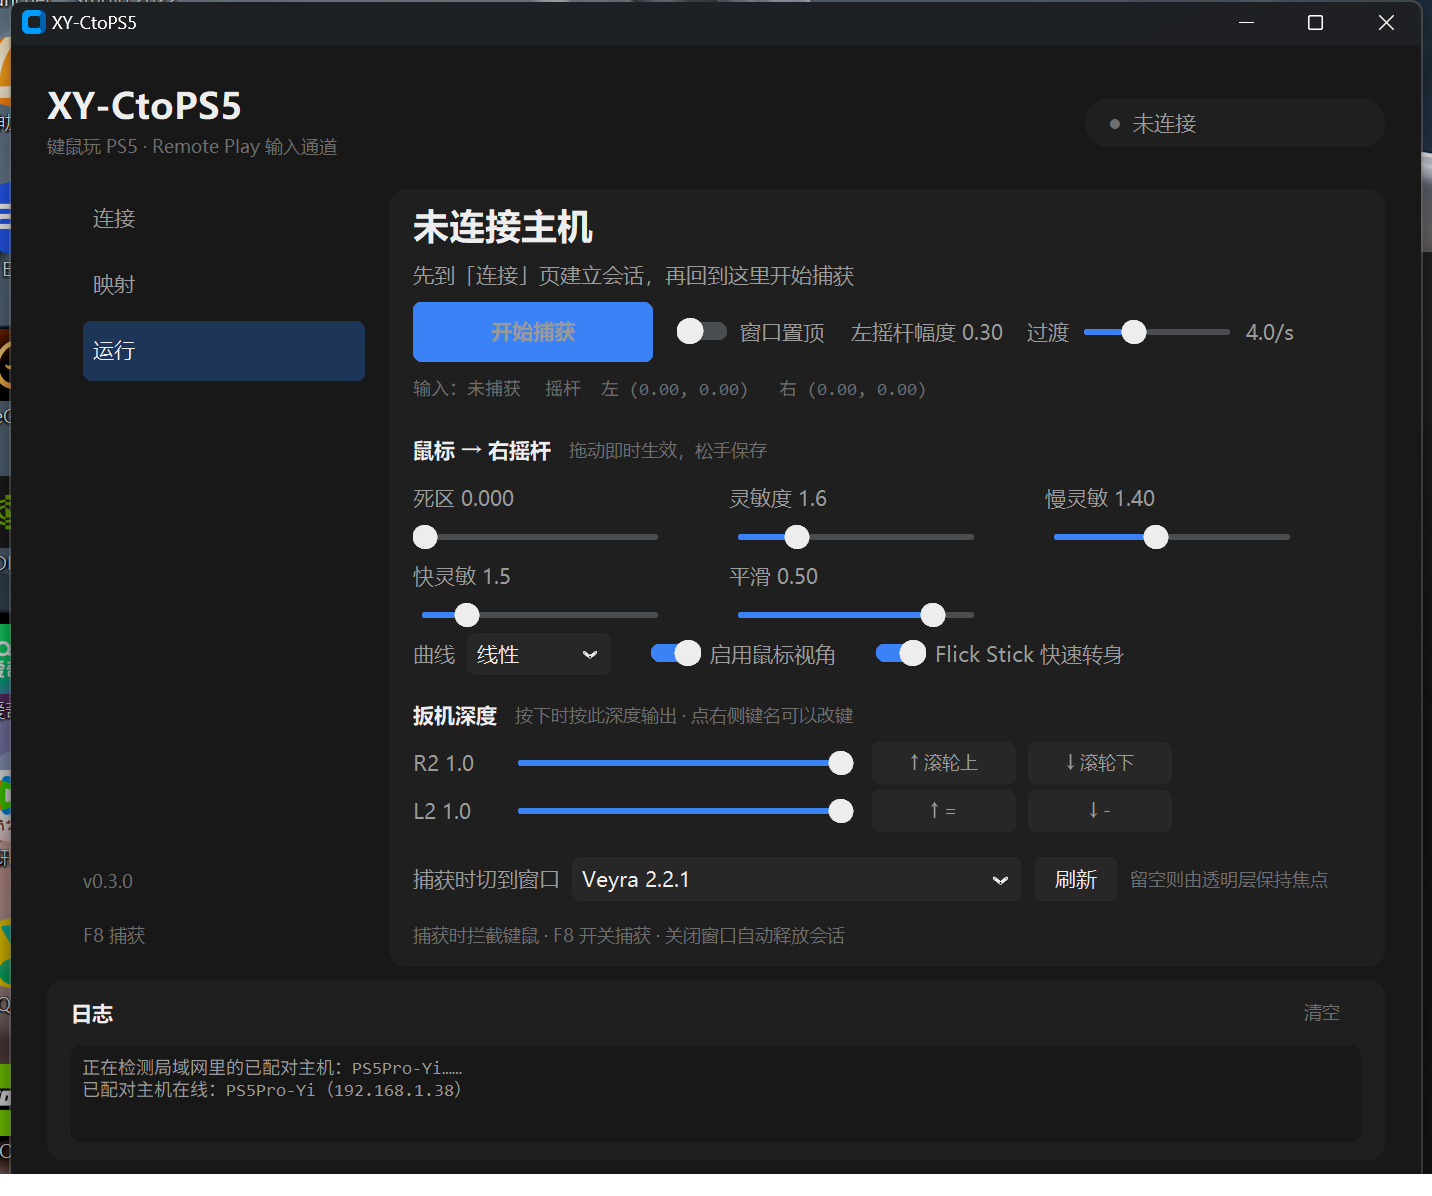 XY-CtoPS5
XY-CtoPS5
键鼠玩 PS5 · Remote Play 输入通道
● 未连接
连接
映射
运行
未连接主机
先到「连接」页建立会话，再回到这里开始捕获
开始捕获 窗口置顶 左摇杆幅度 0.30 过渡 4.0/s
输入：未捕获 摇杆 左 (0.00, 0.00) 右 (0.00, 0.00)
鼠标 → 右摇杆 拖动即时生效，松手保存
死区 0.000 灵敏度 1.6 慢灵敏 1.40
快灵敏 1.5 平滑 0.50
曲线 线性 启用鼠标视角 Flick Stick 快速转身
扳机深度 按下时按此深度输出 · 点右侧键名可以改键
R2 1.0 ↑ 滚轮上 ↓ 滚轮下
L2 1.0 ↑ = ↓ -
捕获时切到窗口 Veyra 2.2.1 刷新 留空则由透明层保持焦点
捕获时拦截键鼠 · F8 开关捕获 · 关闭窗口自动释放会话
v0.3.0
F8 捕获
日志 清空
正在检测局域网里的已配对主机：PS5Pro-Yi……
已配对主机在线：PS5Pro-Yi（192.168.1.38）